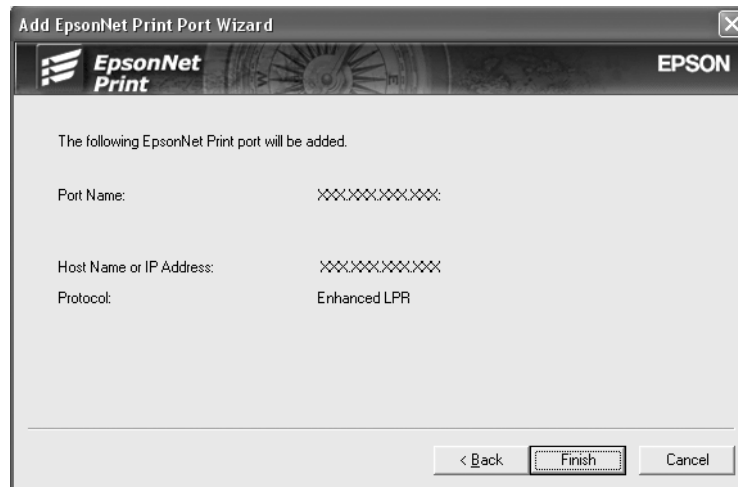 Add EpsonNet Print Port Wizard
EpsonNet
Print
EPSON
The following EpsonNet Print port will be added.
Port Name: XXX.XXX.XXX.XXX:
Host Name or IP Address: XXX.XXX.XXX.XXX
Protocol: Enhanced LPR
< Back Finish Cancel